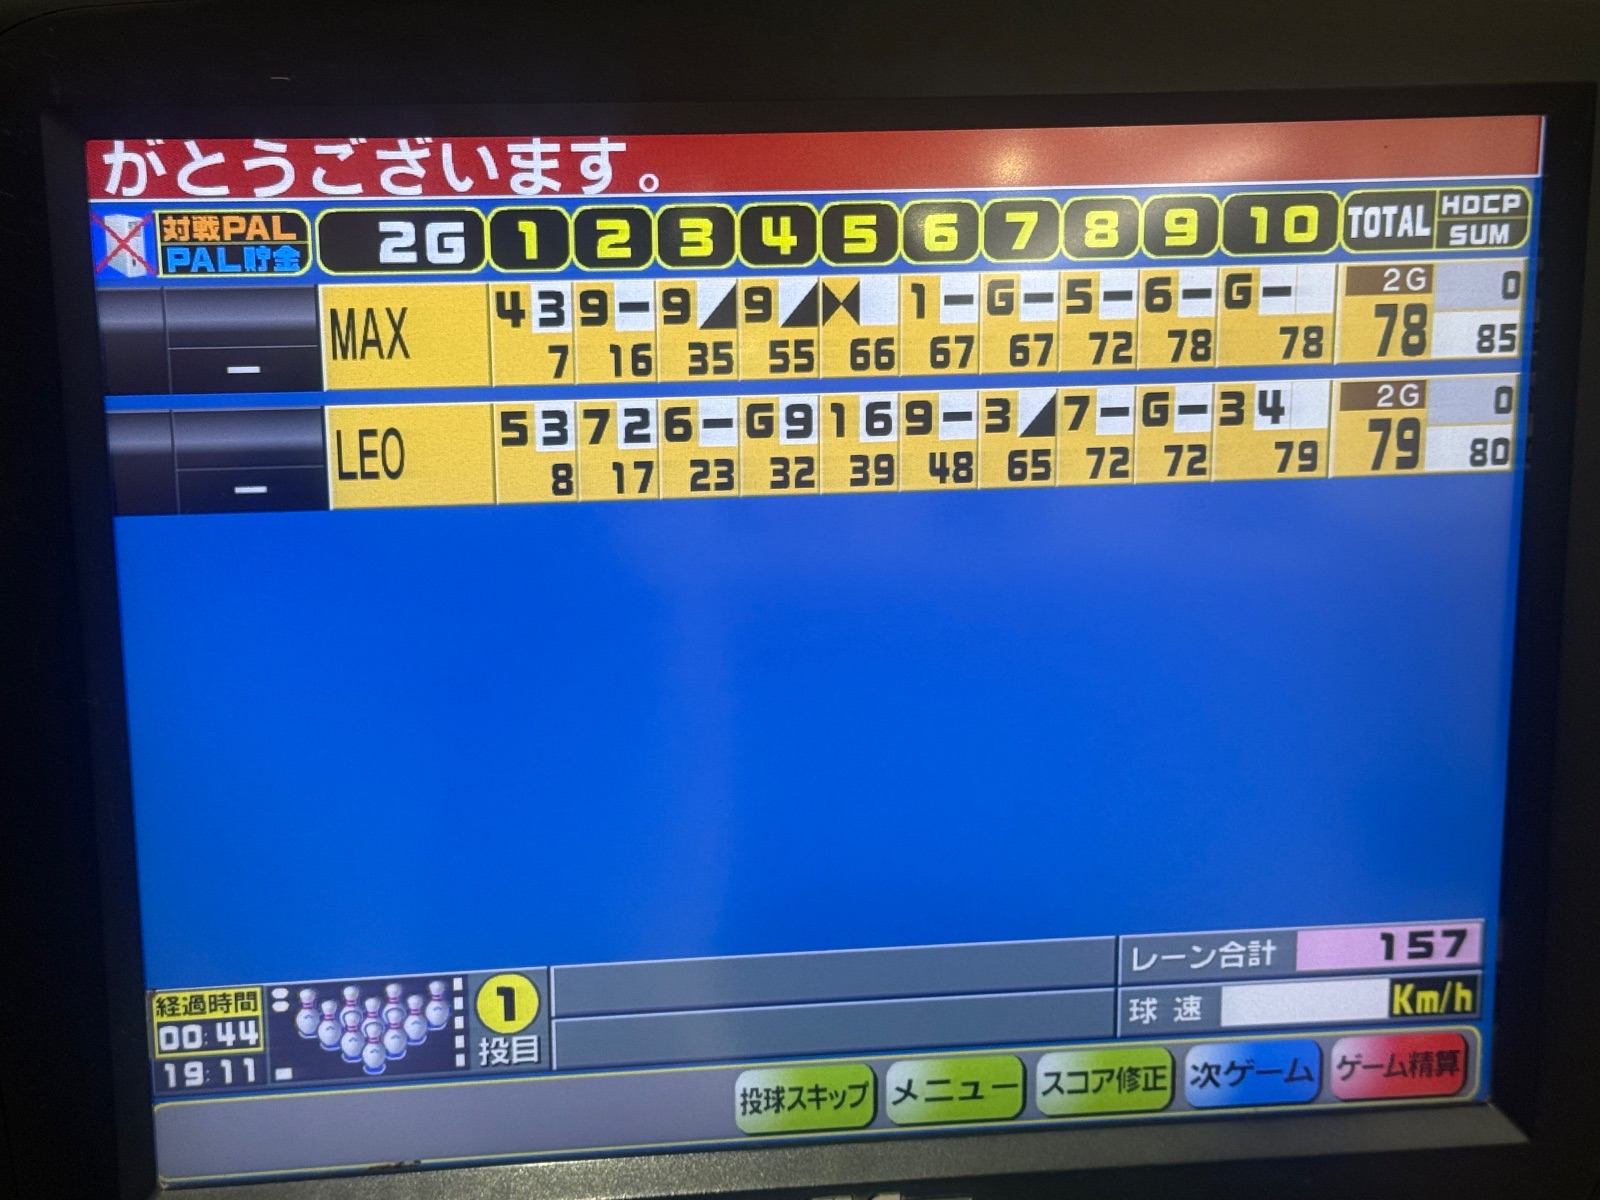 がとうございます。
対戦PAL
PAL貯金
2G 1 2 3 4 5 6 7 8 9 10 TOTAL HDCP
SUM
MAX 4 3 9 - 9 9 1 - G - 5 - 6 - G - 2G 0
- 7 16 35 55 66 67 67 72 78 78 78 85
LEO 5 3 7 2 6 - G 9 1 6 9 - 3 7 - G - 3 4 2G 0
- 8 17 23 32 39 48 65 72 72 79 79 80
レーン合計 157
球速 Km/h
経過時間
00:44
19:11
1
投目
投球スキップ メニュー スコア修正 次ゲーム ゲーム精算